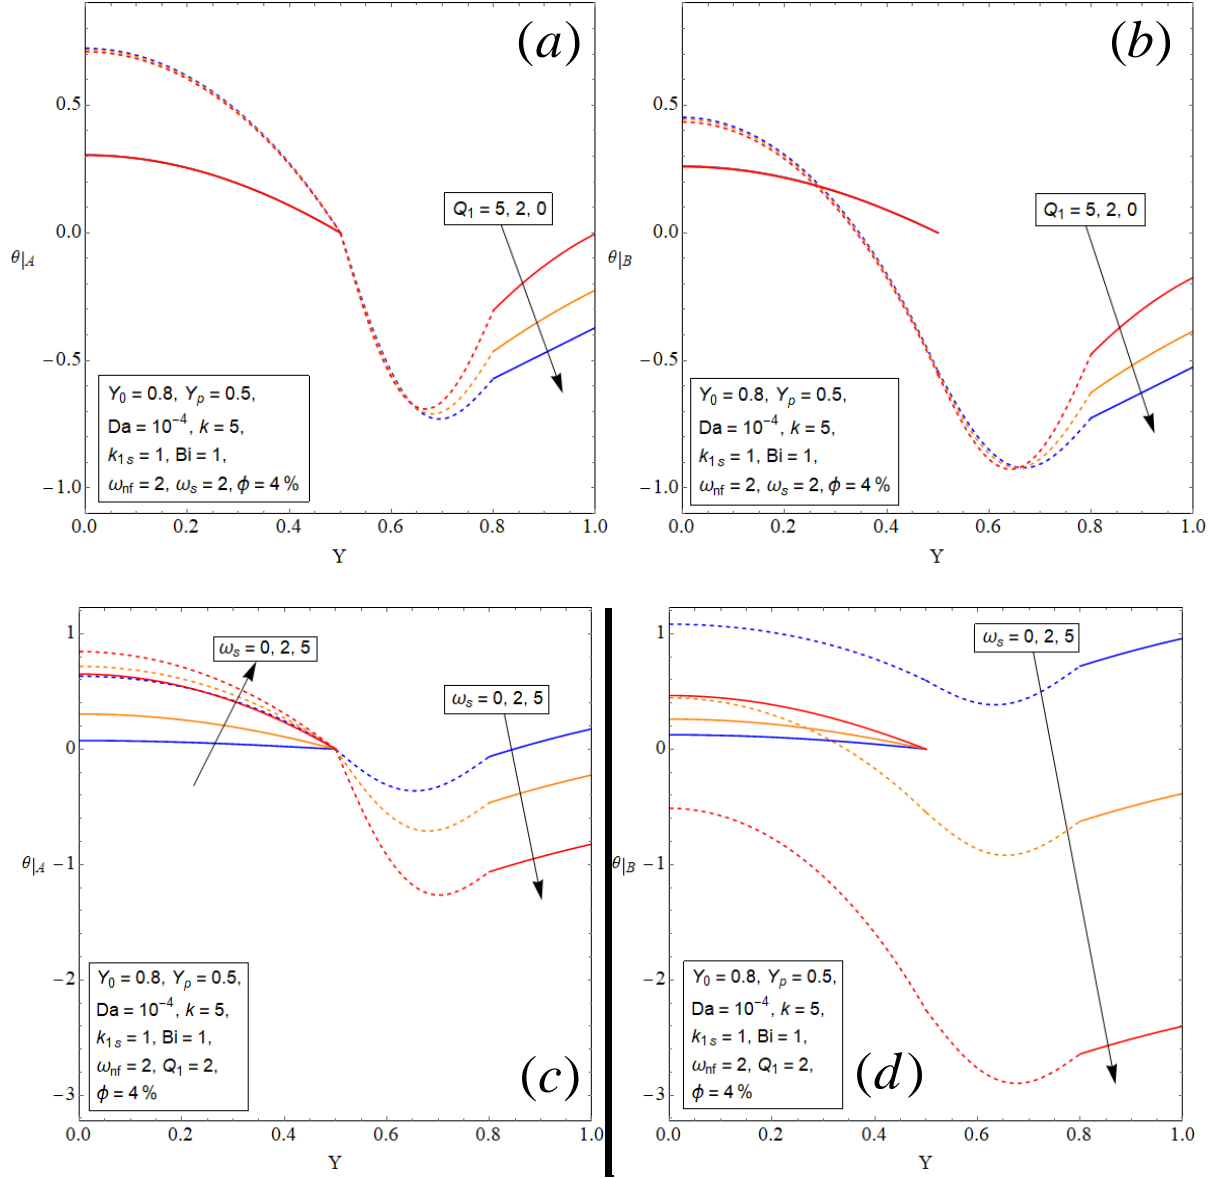 (a)
0.5
0.0
−0.5
−1.0
θ|A
Q1 = 5, 2, 0
Y0 = 0.8, Yp = 0.5,
Da = 10^−4, k = 5,
k1s = 1, Bi = 1,
ωnf = 2, ωs = 2, ϕ = 4 %
0.0 0.2 0.4 0.6 0.8 1.0
Y
(b)
0.5
0.0
−0.5
−1.0
θ|B
Q1 = 5, 2, 0
Y0 = 0.8, Yp = 0.5,
Da = 10^−4, k = 5,
k1s = 1, Bi = 1,
ωnf = 2, ωs = 2, ϕ = 4 %
0.0 0.2 0.4 0.6 0.8 1.0
Y
1
0
−1
−2
−3
θ|A
ωs = 0, 2, 5
ωs = 0, 2, 5
Y0 = 0.8, Yp = 0.5,
Da = 10^−4, k = 5,
k1s = 1, Bi = 1,
ωnf = 2, Q1 = 2,
ϕ = 4 %
(c)
0.0 0.2 0.4 0.6 0.8 1.0
Y
1
0
−1
−2
−3
θ|B
ωs = 0, 2, 5
Y0 = 0.8, Yp = 0.5,
Da = 10^−4, k = 5,
k1s = 1, Bi = 1,
ωnf = 2, Q1 = 2,
ϕ = 4 %
(d)
0.0 0.2 0.4 0.6 0.8 1.0
Y